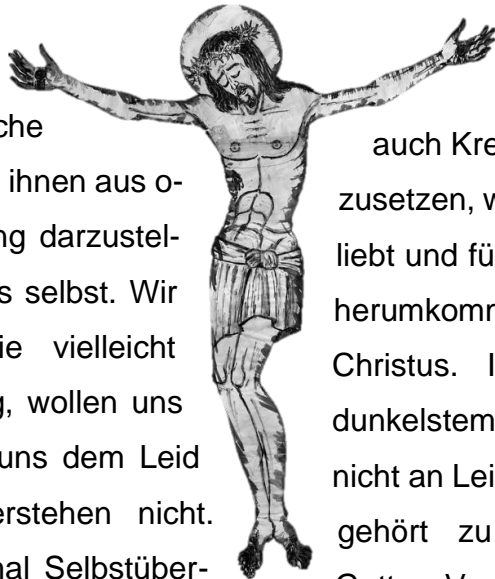 che
ihnen aus o-
ng darzustel-
s selbst. Wir
ie vielleicht
g, wollen uns
uns dem Leid
erstehen nicht.
nal Selbstüber-
auch Kre
zusetzen, w
liebt und fü
herumkomm
Christus. I
dunkelstem
nicht an Lei
gehört zu